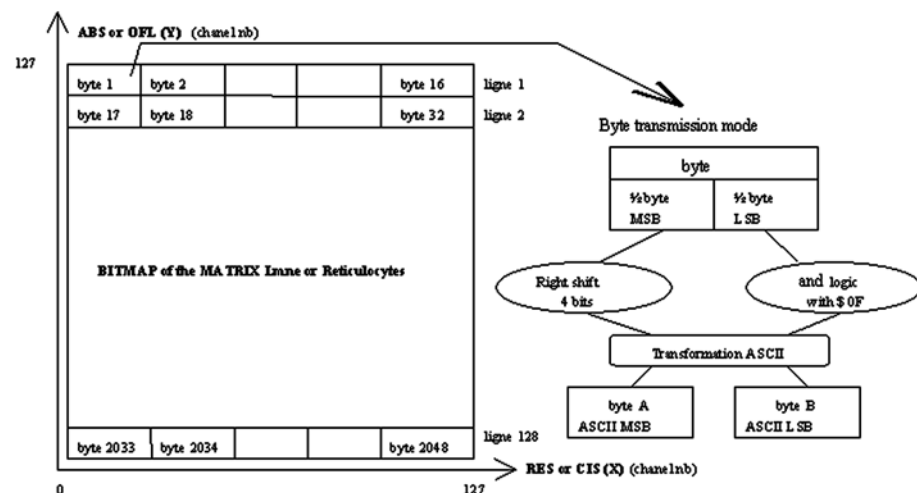 ABS or OFL (Y) (chanel nb)
127
byte 1 byte 2 byte 16 ligne 1
byte 17 byte 18 byte 32 ligne 2
BITMAP of the MATRIX Lmne or Reticulocytes
byte 2033 byte 2034 byte 2048 ligne 128
RES or CIS (X) (chanel nb)
0 127
Byte transmission mode
byte
½ byte ½ byte
MSB LSB
Right shift
4 bits
and logic
with $ 0F
Transformation ASCII
byte A
ASCII MSB
byte B
ASCII LSB